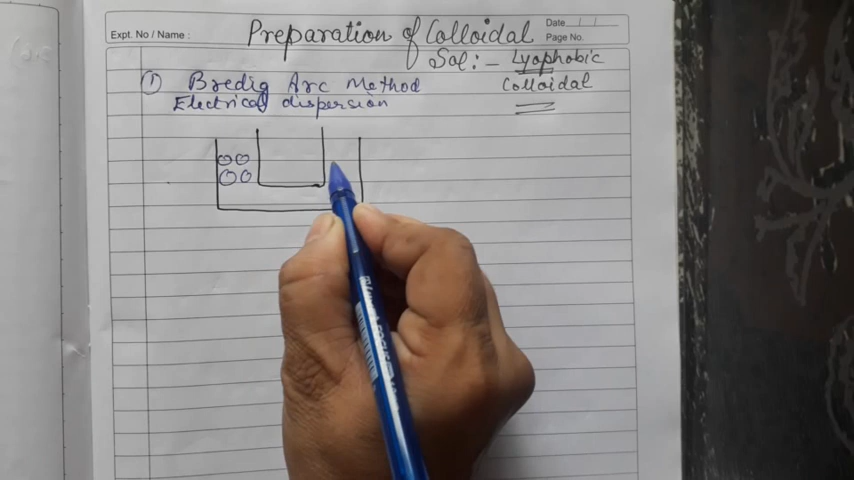 Expt. No / Name :
Preparation of Colloidal
Date / /
Page No.
Sol:- Lyophobic
Colloidal
① Bredig Arc Method
Electrical dispersion